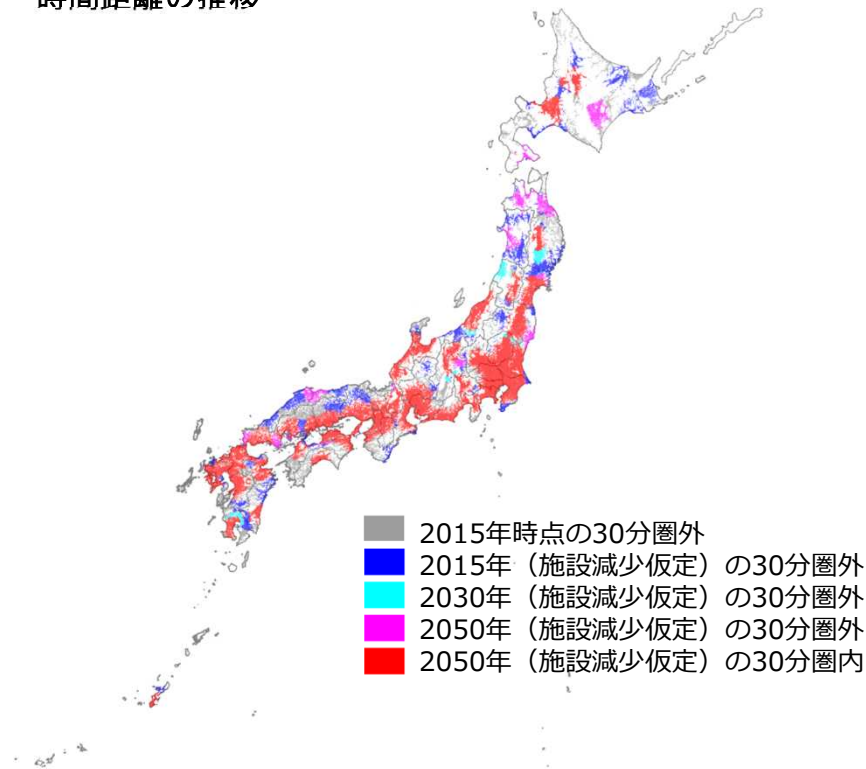 時間距離の推移
2015年時点の30分圏外
2015年（施設減少仮定）の30分圏外
2030年（施設減少仮定）の30分圏外
2050年（施設減少仮定）の30分圏外
2050年（施設減少仮定）の30分圏内